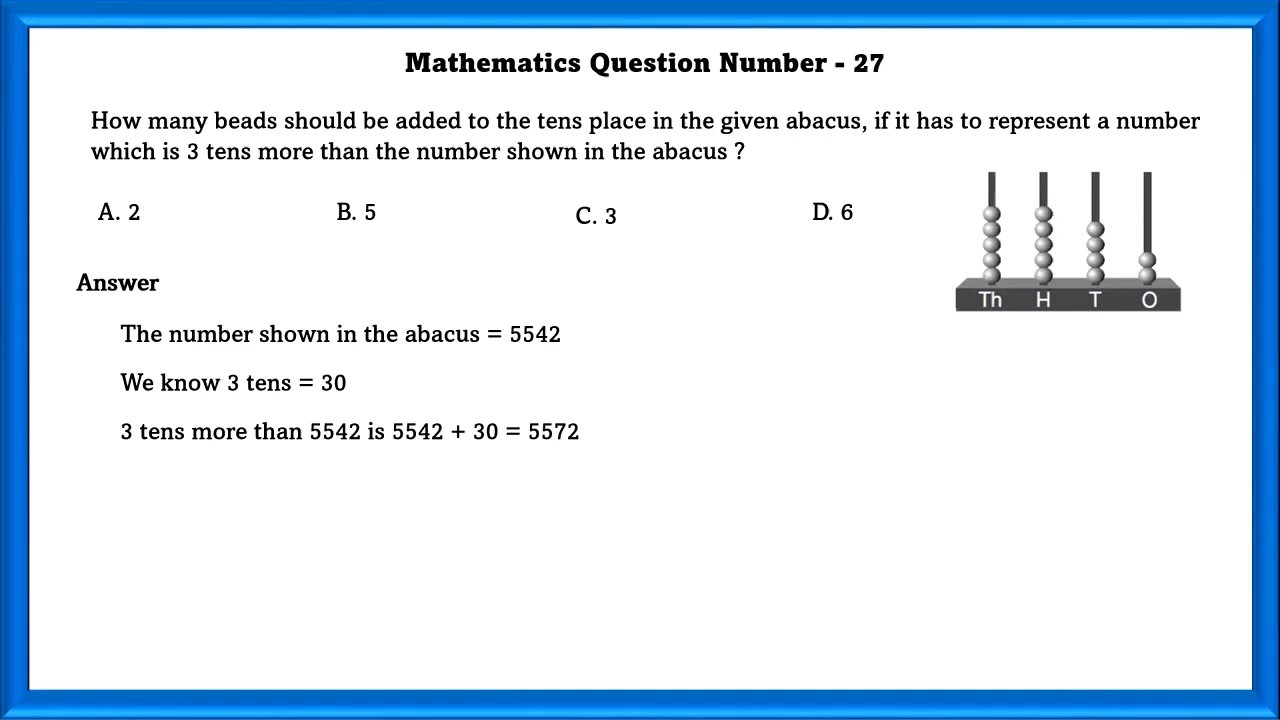 Mathematics Question Number - 27
How many beads should be added to the tens place in the given abacus, if it has to represent a number
which is 3 tens more than the number shown in the abacus ?
A. 2 B. 5 C. 3 D. 6
Th H T O
Answer
The number shown in the abacus = 5542
We know 3 tens = 30
3 tens more than 5542 is 5542 + 30 = 5572